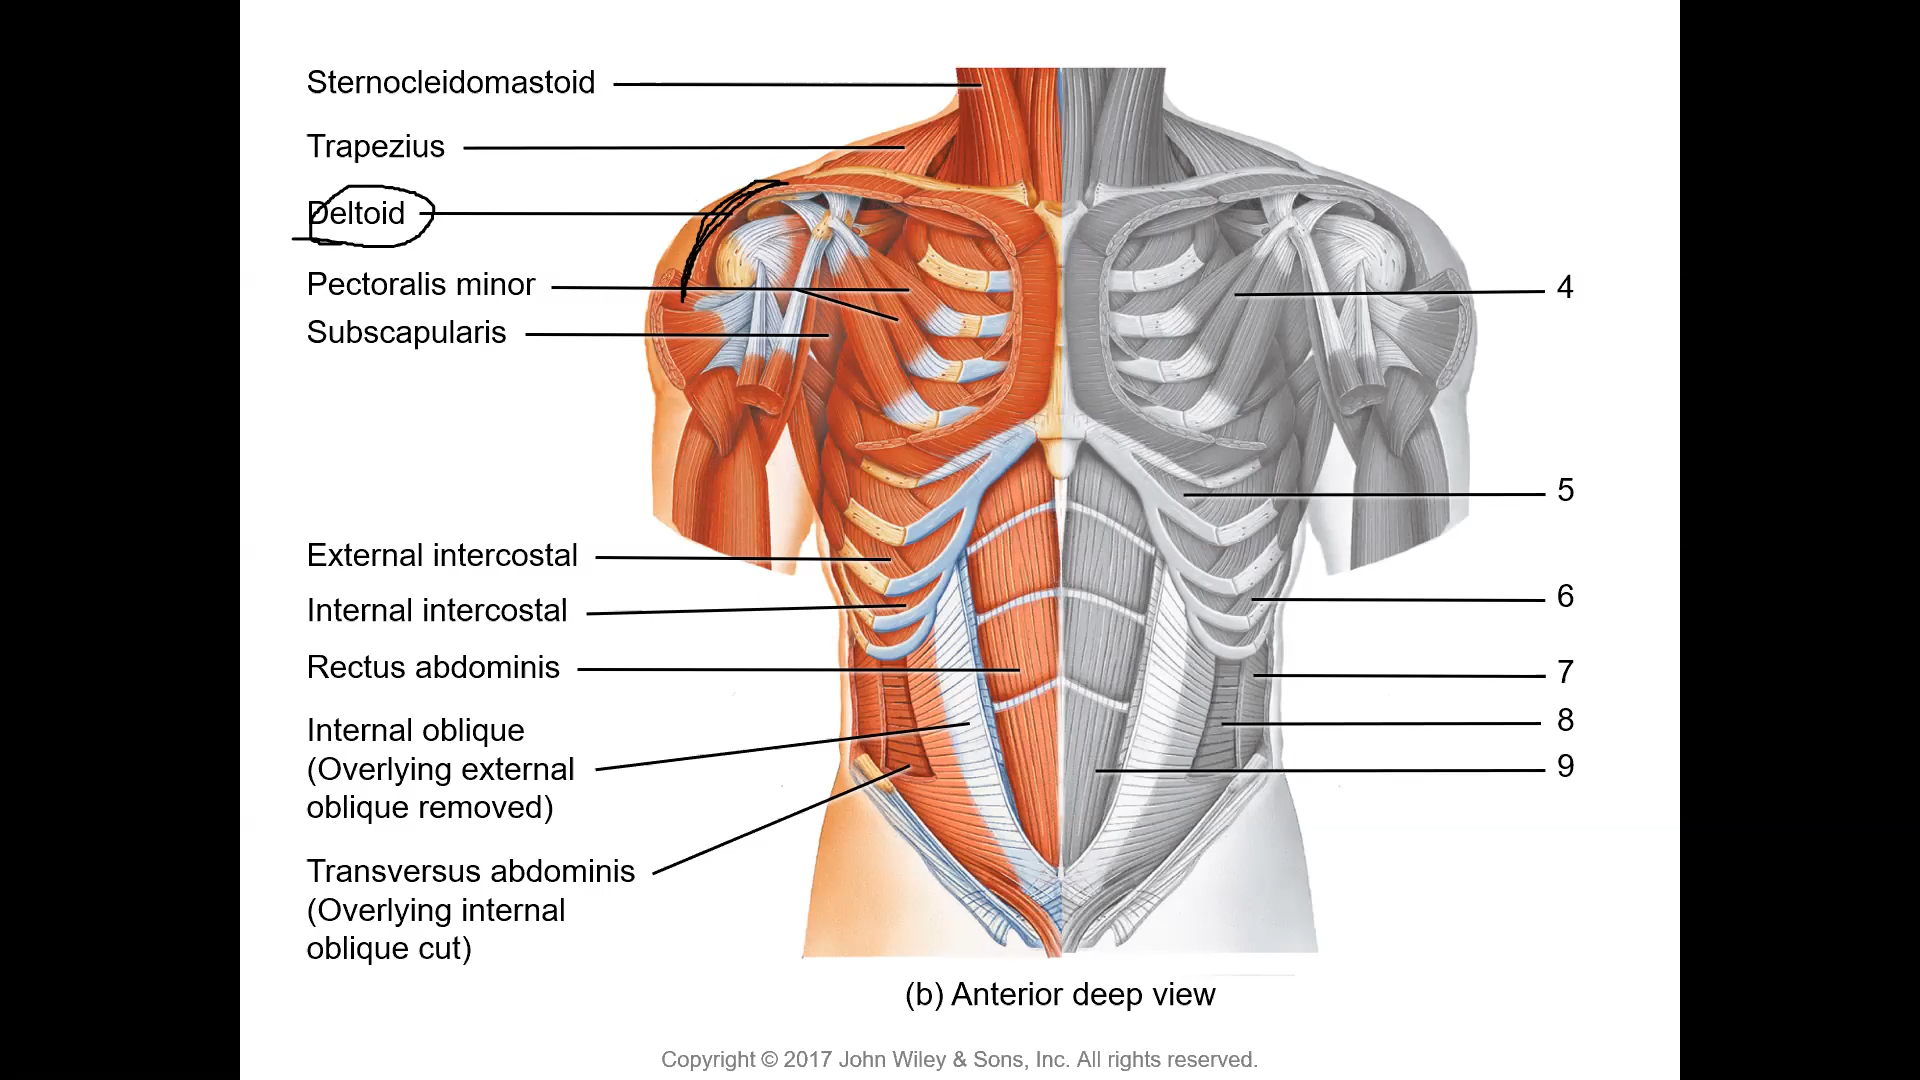 Sternocleidomastoid
Trapezius
Deltoid
Pectoralis minor
Subscapularis
External intercostal
Internal intercostal
Rectus abdominis
Internal oblique
(Overlying external
oblique removed)
Transversus abdominis
(Overlying internal
oblique cut)
4
5
6
7
8
9
(b) Anterior deep view
Copyright © 2017 John Wiley & Sons, Inc. All rights reserved.